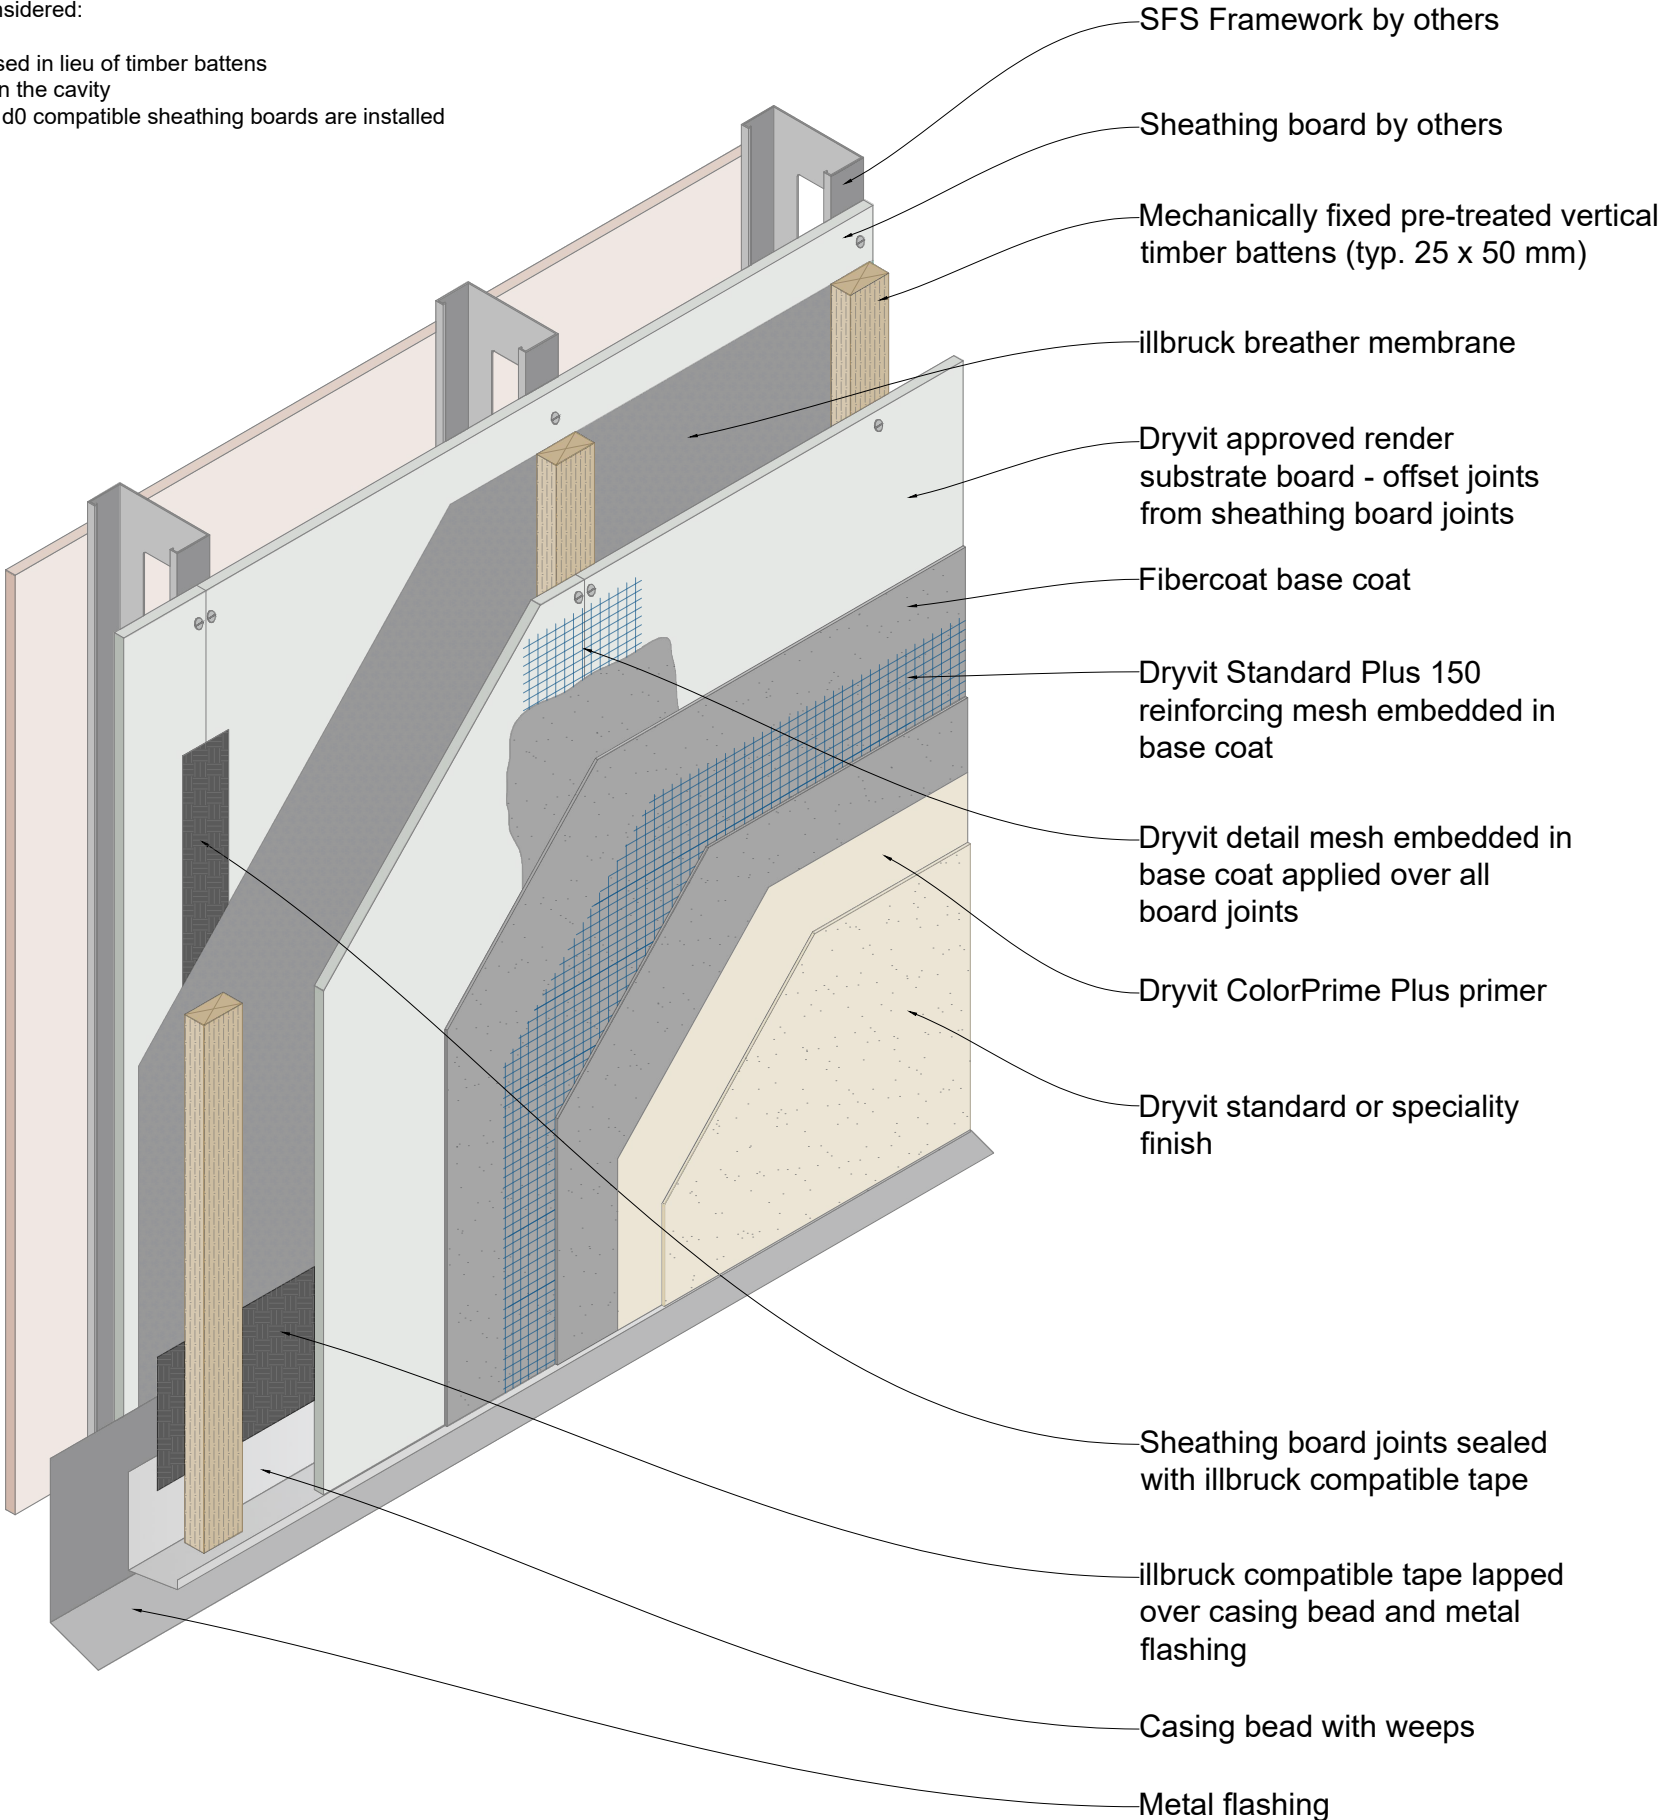 sed in lieu of timber battens
n the cavity
d0 compatible sheathing boards are installed
SFS Framework by others
Sheathing board by others
Mechanically fixed pre-treated vertical
timber battens (typ. 25 x 50 mm)
illbruck breather membrane
Dryvit approved render
substrate board - offset joints
from sheathing board joints
Fibercoat base coat
Dryvit Standard Plus 150
reinforcing mesh embedded in
base coat
Dryvit detail mesh embedded in
base coat applied over all
board joints
Dryvit ColorPrime Plus primer
Dryvit standard or speciality
finish
Sheathing board joints sealed
with illbruck compatible tape
illbruck compatible tape lapped
over casing bead and metal
flashing
Casing bead with weeps
Metal flashing